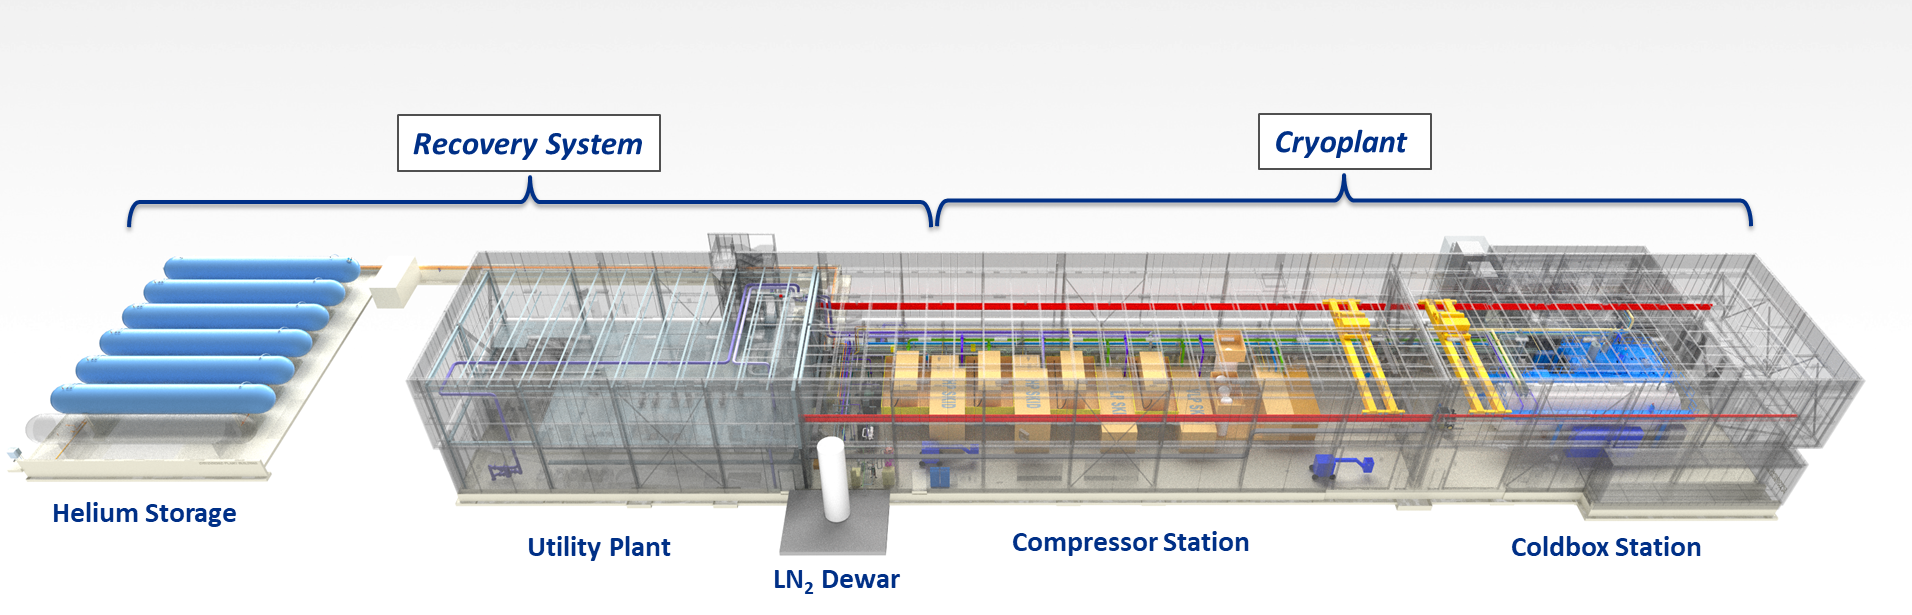 Recovery System
Cryoplant
Helium Storage
Utility Plant
LN₂ Dewar
Compressor Station
Coldbox Station